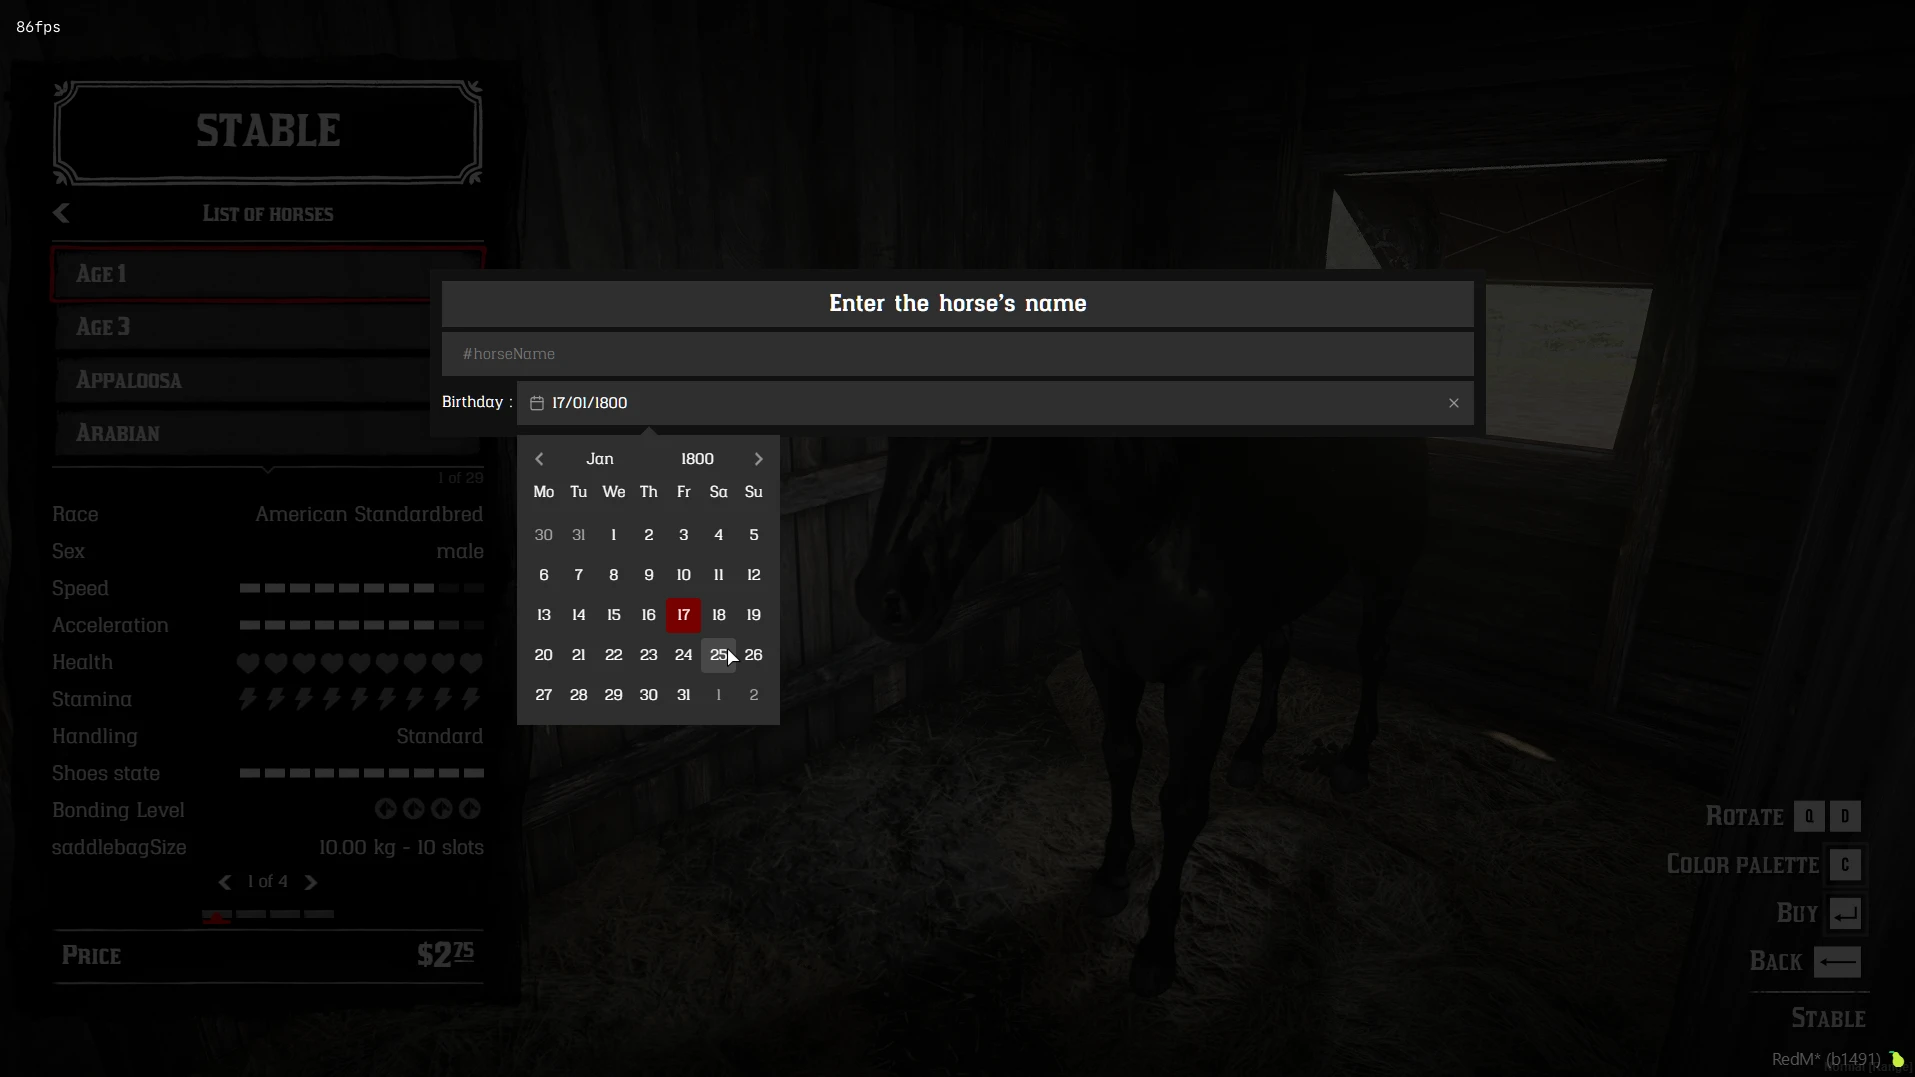 86fps
STABLE
LIST OF HORSES
AGE 1
AGE 3
APPALOOSA
ARABIAN
1 of 29
Race American Standardbred
Sex male
Speed
Acceleration
Health
Stamina
Handling Standard
Shoes state
Bonding Level
saddlebagSize 10.00 kg - 10 slots
1 of 4
PRICE $2 75
Enter the horse's name
#horseName
Birthday : 17/01/1800
Jan 1800
Mo Tu We Th Fr Sa Su
30 31 1 2 3 4 5
6 7 8 9 10 11 12
13 14 15 16 17 18 19
20 21 22 23 24 25 26
27 28 29 30 31 1 2
ROTATE Q D
COLOR PALETTE C
BUY
BACK
STABLE
RedM* (b1491)